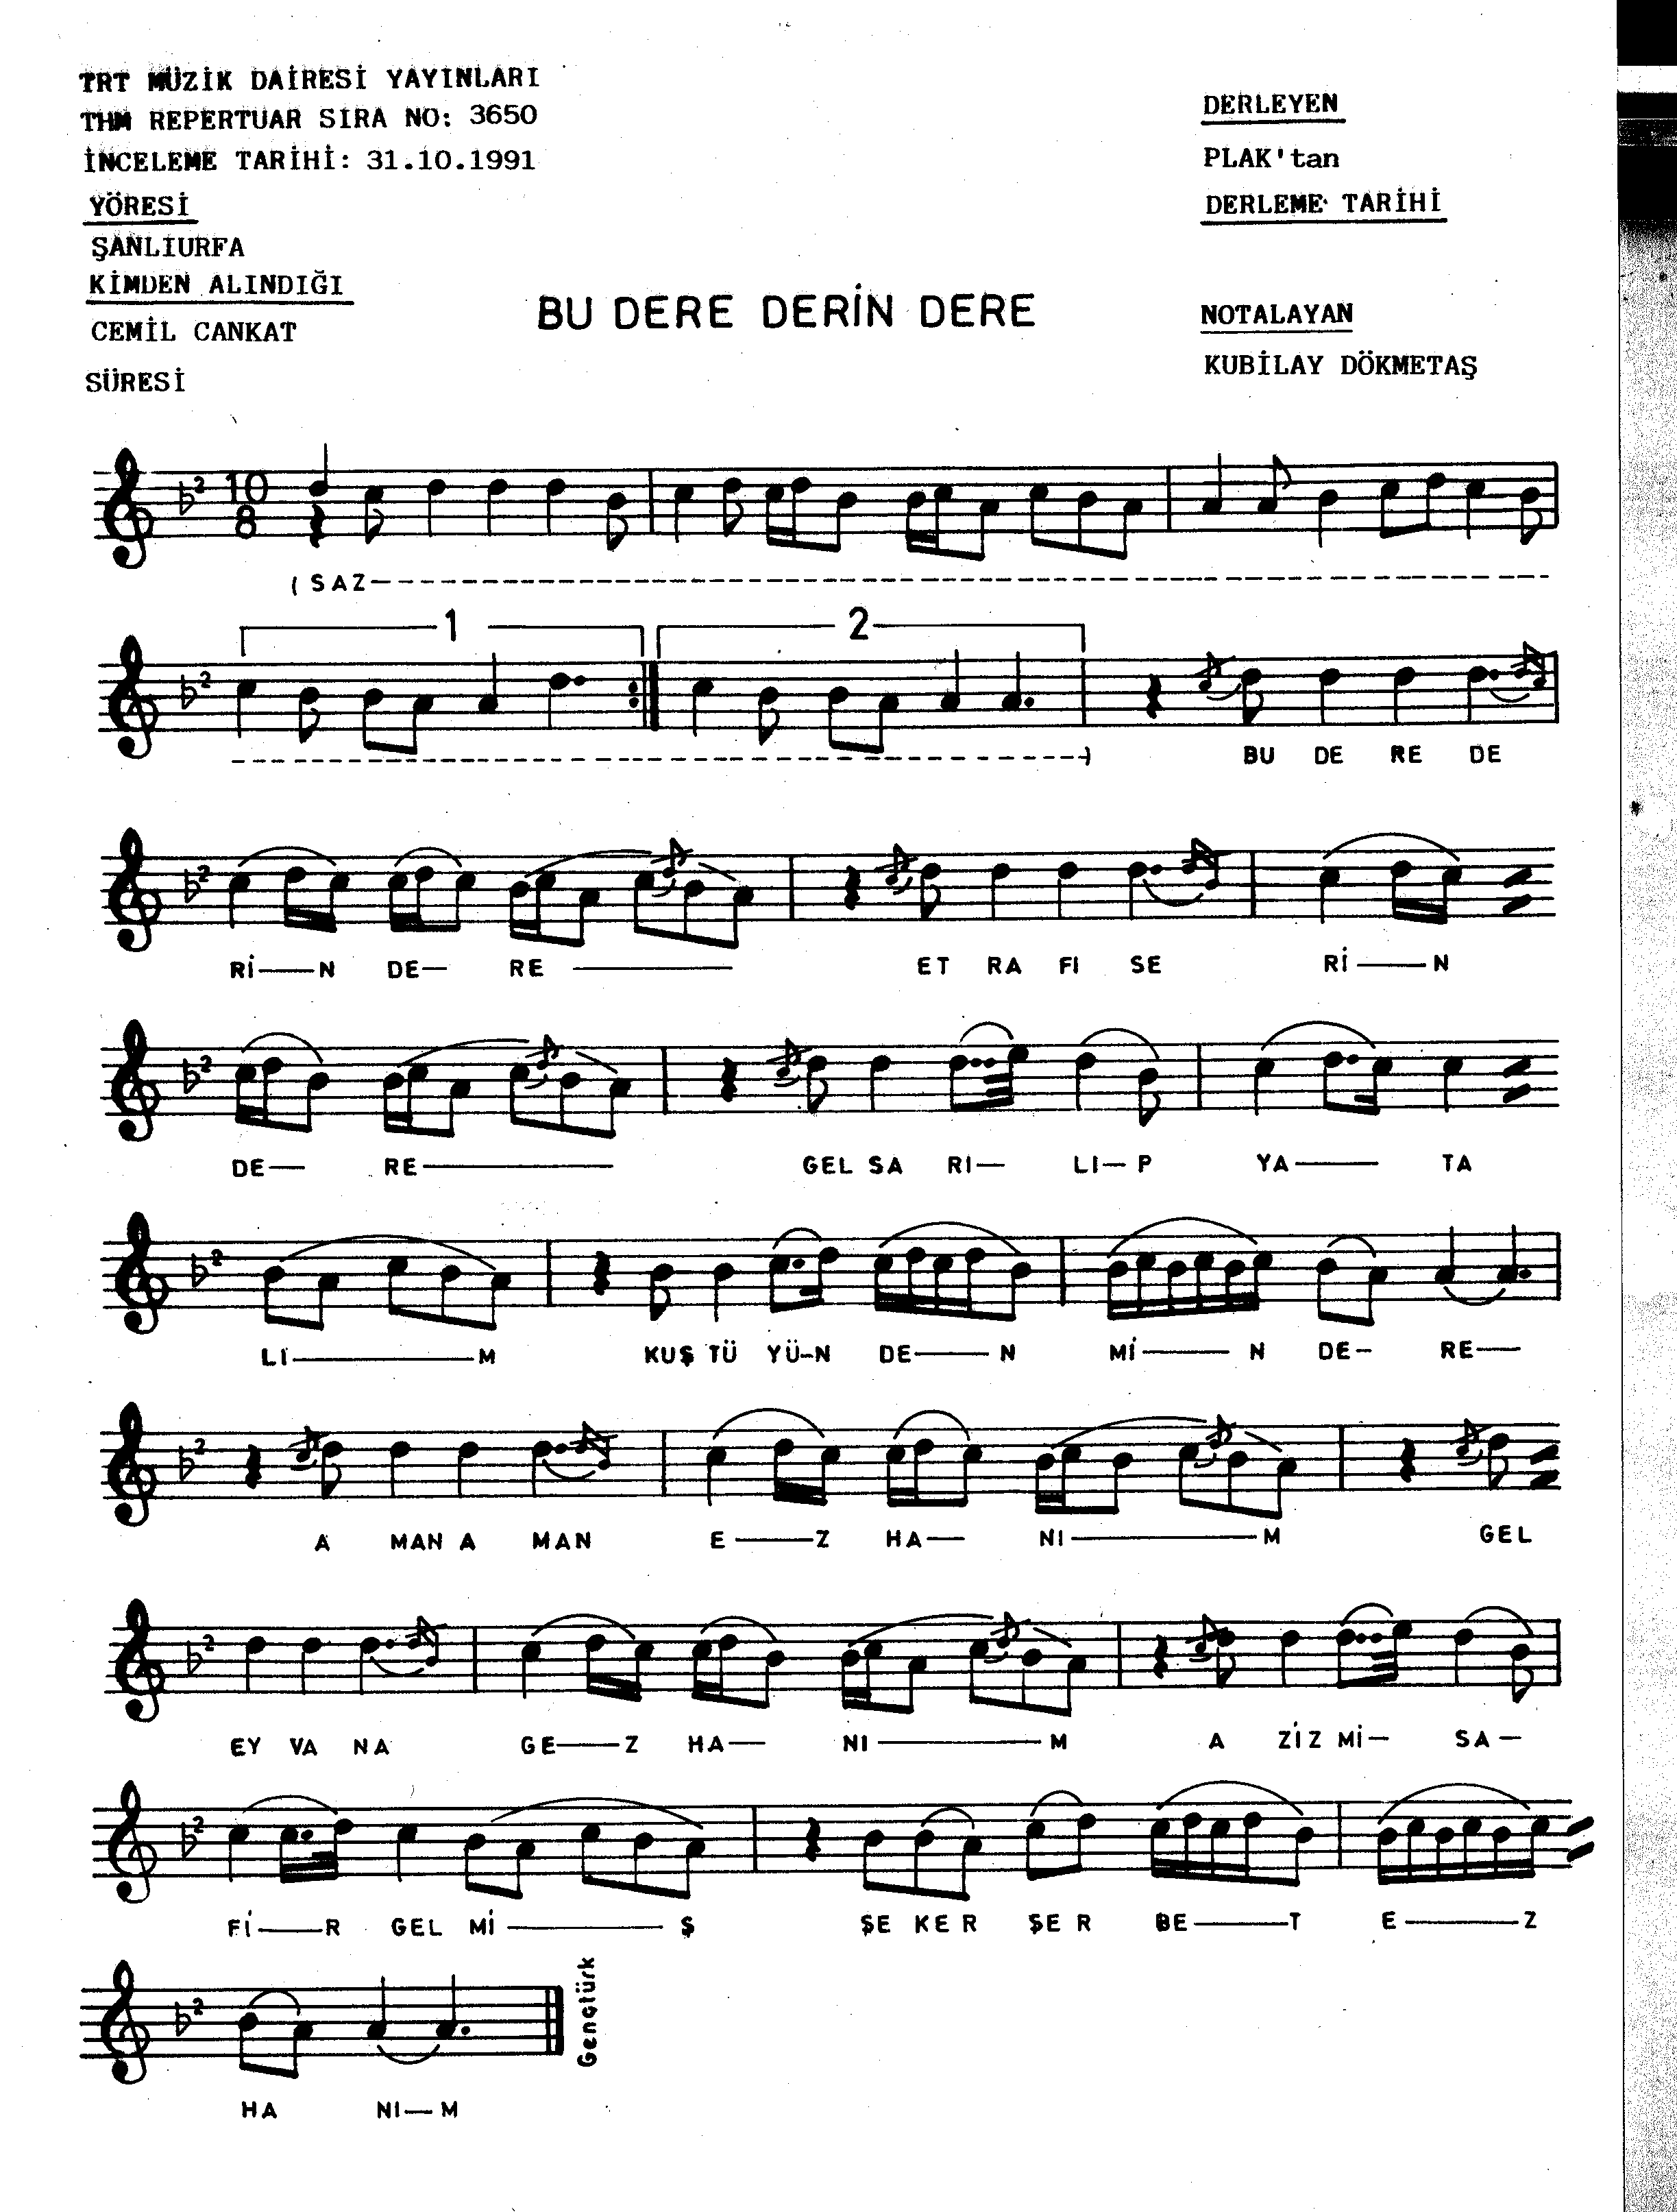 TRT MÜZİK DAİRESİ YAYINLARI
THM REPERTUAR SIRA NO: 3650
İNCELEME TARİHİ: 31.10.1991
YÖRESİ
ŞANLIURFA
KİMDEN ALINDIĞI
CEMİL CANKAT
SÜRESİ
BU DERE DERİN DERE
DERLEYEN
PLAK'tan
DERLEME TARİHİ
NOTALAYAN
KUBİLAY DÖKMETAŞ
10
8
( SAZ
1 2
) BU DE RE DE
Rİ—N DE— RE — ET RA FI SE Rİ—N
DE— RE— GEL SA RI— LI—P YA— TA
LI—M KUŞ TÜ YÜ-N DE—N Mİ—N DE- RE—
A MAN A MAN E—Z HA— NI—M GEL
EY VA NA GE—Z HA— NI—M A ZİZ Mİ— SA—
Fİ—R GEL Mİ—Ş ŞE KE R ŞE R BE—T E—Z
HA NI—M
Gençtürk